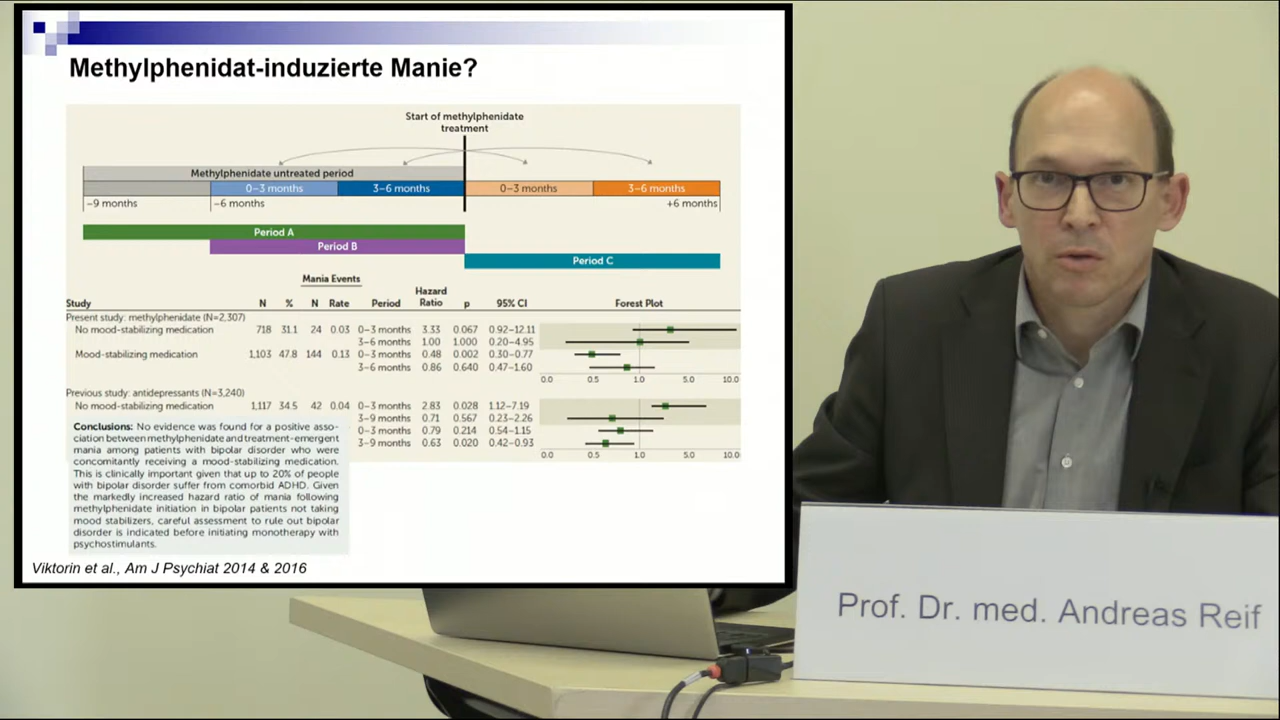 Methylphenidat-induzierte Manie?
Start of methylphenidate
treatment
Methylphenidate untreated period
0–3 months 3–6 months 0–3 months 3–6 months
−9 months −6 months +6 months
Period A
Period B
Period C
Mania Events
Study N % N Rate Period Hazard Ratio p 95% CI Forest Plot
Present study: methylphenidate (N=2,307)
No mood-stabilizing medication 718 31.1 24 0.03 0–3 months 3.33 0.067 0.92–12.11
3–6 months 1.00 1.000 0.20–4.95
Mood-stabilizing medication 1,103 47.8 144 0.13 0–3 months 0.48 0.002 0.30–0.77
3–6 months 0.86 0.640 0.47–1.60
0.0 0.5 1.0 5.0 10.0
Previous study: antidepressants (N=3,240)
No mood-stabilizing medication 1,117 34.5 42 0.04 0–3 months 2.83 0.028 1.12–7.19
3–9 months 0.71 0.567 0.23–2.26
0–3 months 0.79 0.214 0.54–1.15
3–9 months 0.63 0.020 0.42–0.93
0.0 0.5 1.0 5.0 10.0
Conclusions: No evidence was found for a positive asso-
ciation between methylphenidate and treatment-emergent
mania among patients with bipolar disorder who were
concomitantly receiving a mood-stabilizing medication.
This is clinically important given that up to 20% of people
with bipolar disorder suffer from comorbid ADHD. Given
the markedly increased hazard ratio of mania following
methylphenidate initiation in bipolar patients not taking
mood stabilizers, careful assessment to rule out bipolar
disorder is indicated before initiating monotherapy with
psychostimulants.
Viktorin et al., Am J Psychiat 2014 & 2016
Prof. Dr. med. Andreas Reif